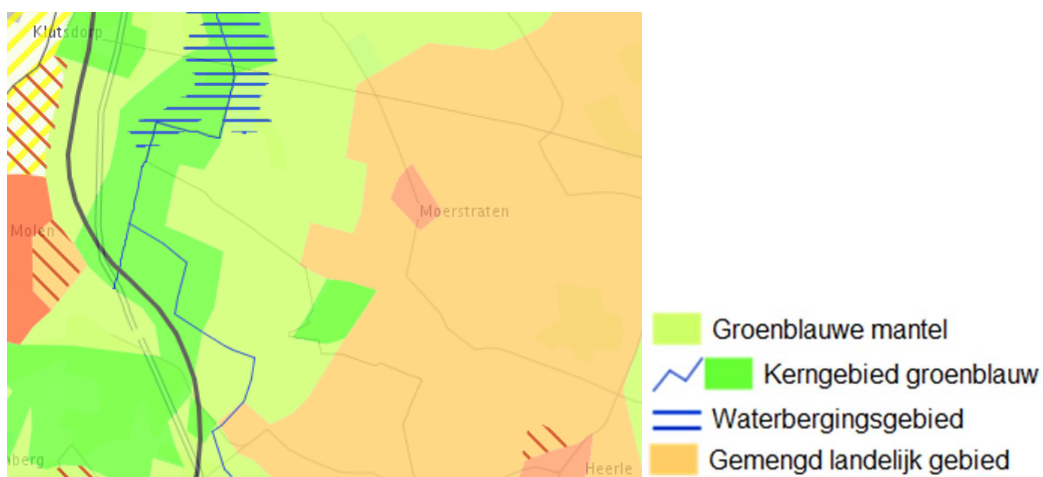 Klutsdorp
Moerstraten
Molen
berg
Heerle
Groenblauwe mantel
Kerngebied groenblauw
Waterbergingsgebied
Gemengd landelijk gebied